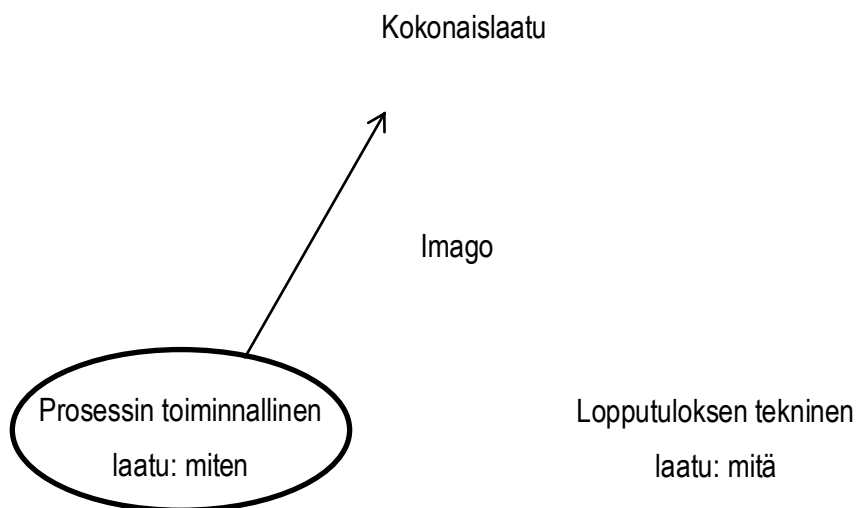 Kokonaislaatu
Imago
Prosessin toiminnallinen
laatu: miten
Lopputuloksen tekninen
laatu: mitä